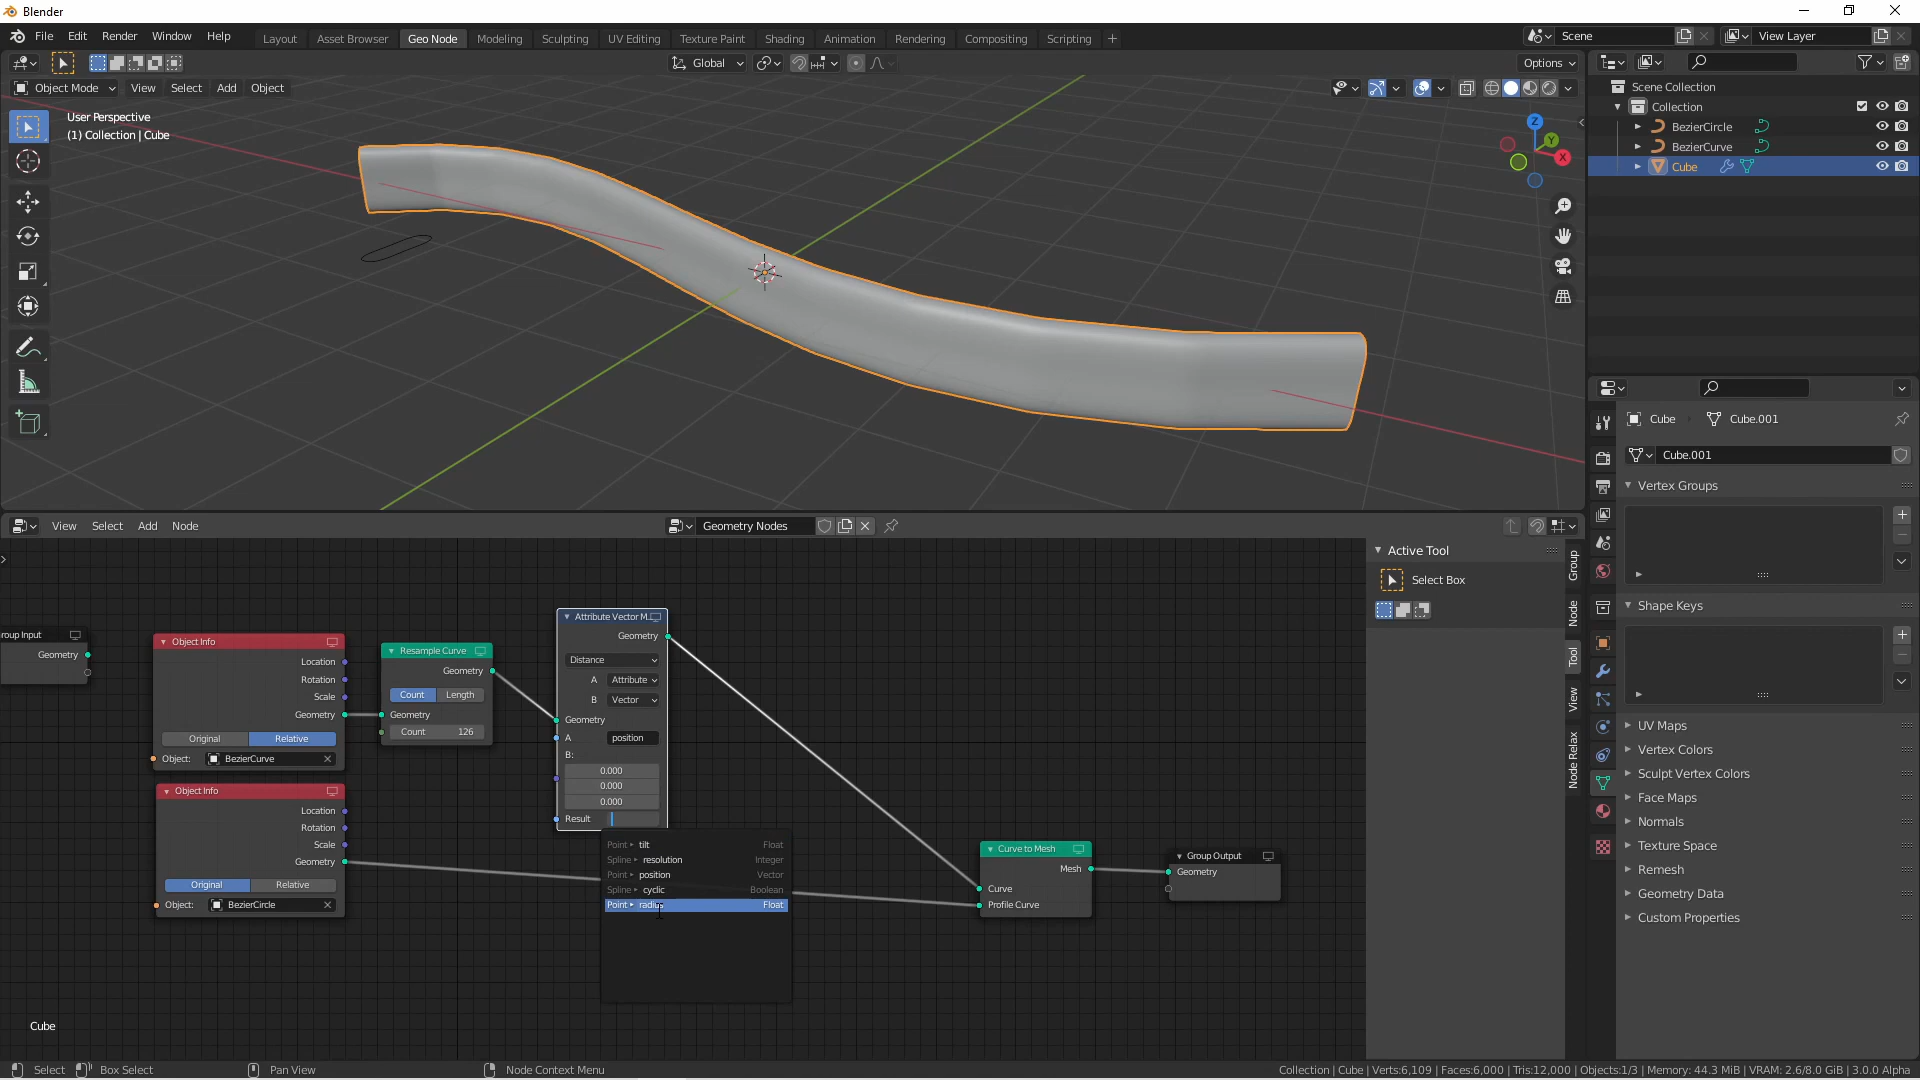 Blender
File Edit Render Window Help
Layout Asset Browser Geo Node Modeling Sculpting UV Editing Texture Paint Shading Animation Rendering Compositing Scripting +
Scene View Layer
Global Options
Object Mode View Select Add Object
User Perspective
(1) Collection | Cube
Z
Y
X
Scene Collection
Collection
BezierCircle
BezierCurve
Cube
Cube Cube.001
Cube.001
Vertex Groups
Shape Keys
UV Maps
Vertex Colors
Sculpt Vertex Colors
Face Maps
Normals
Texture Space
Remesh
Geometry Data
Custom Properties
View Select Add Node
Geometry Nodes
Active Tool
Select Box
Group
Node
Tool
View
Node Relax
roup Input
Geometry
Object Info
Location
Rotation
Scale
Geometry
Original Relative
Object: BezierCurve
Object Info
Location
Rotation
Scale
Geometry
Original Relative
Object: BezierCircle
Resample Curve
Geometry
Count Length
Geometry
Count 126
Attribute Vector M...
Geometry
Distance
A Attribute
B Vector
Geometry
A position
B:
0.000
0.000
0.000
Result
Point tilt Float
Spline resolution Integer
Point position Vector
Spline cyclic Boolean
Point radius Float
Curve to Mesh
Mesh
Curve
Profile Curve
Group Output
Geometry
Cube
Select Box Select Pan View Node Context Menu
Collection | Cube | Verts:6,109 | Faces:6,000 | Tris:12,000 | Objects:1/3 | Memory: 44.3 MiB | VRAM: 2.6/8.0 GiB | 3.0.0 Alpha